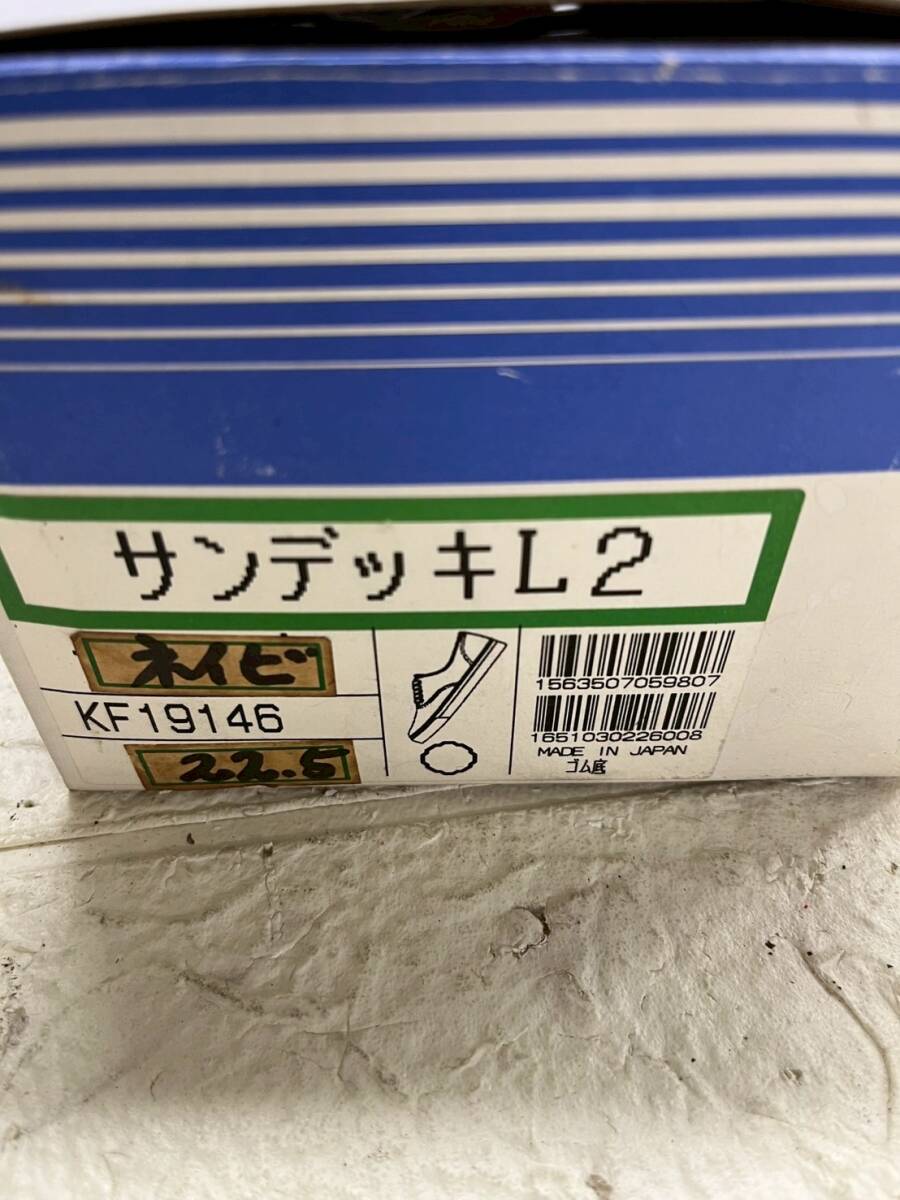 サンデッキL2
ネイビ
KF19146
22.5
1563507059807
1651030226008
MADE IN JAPAN
ゴム底